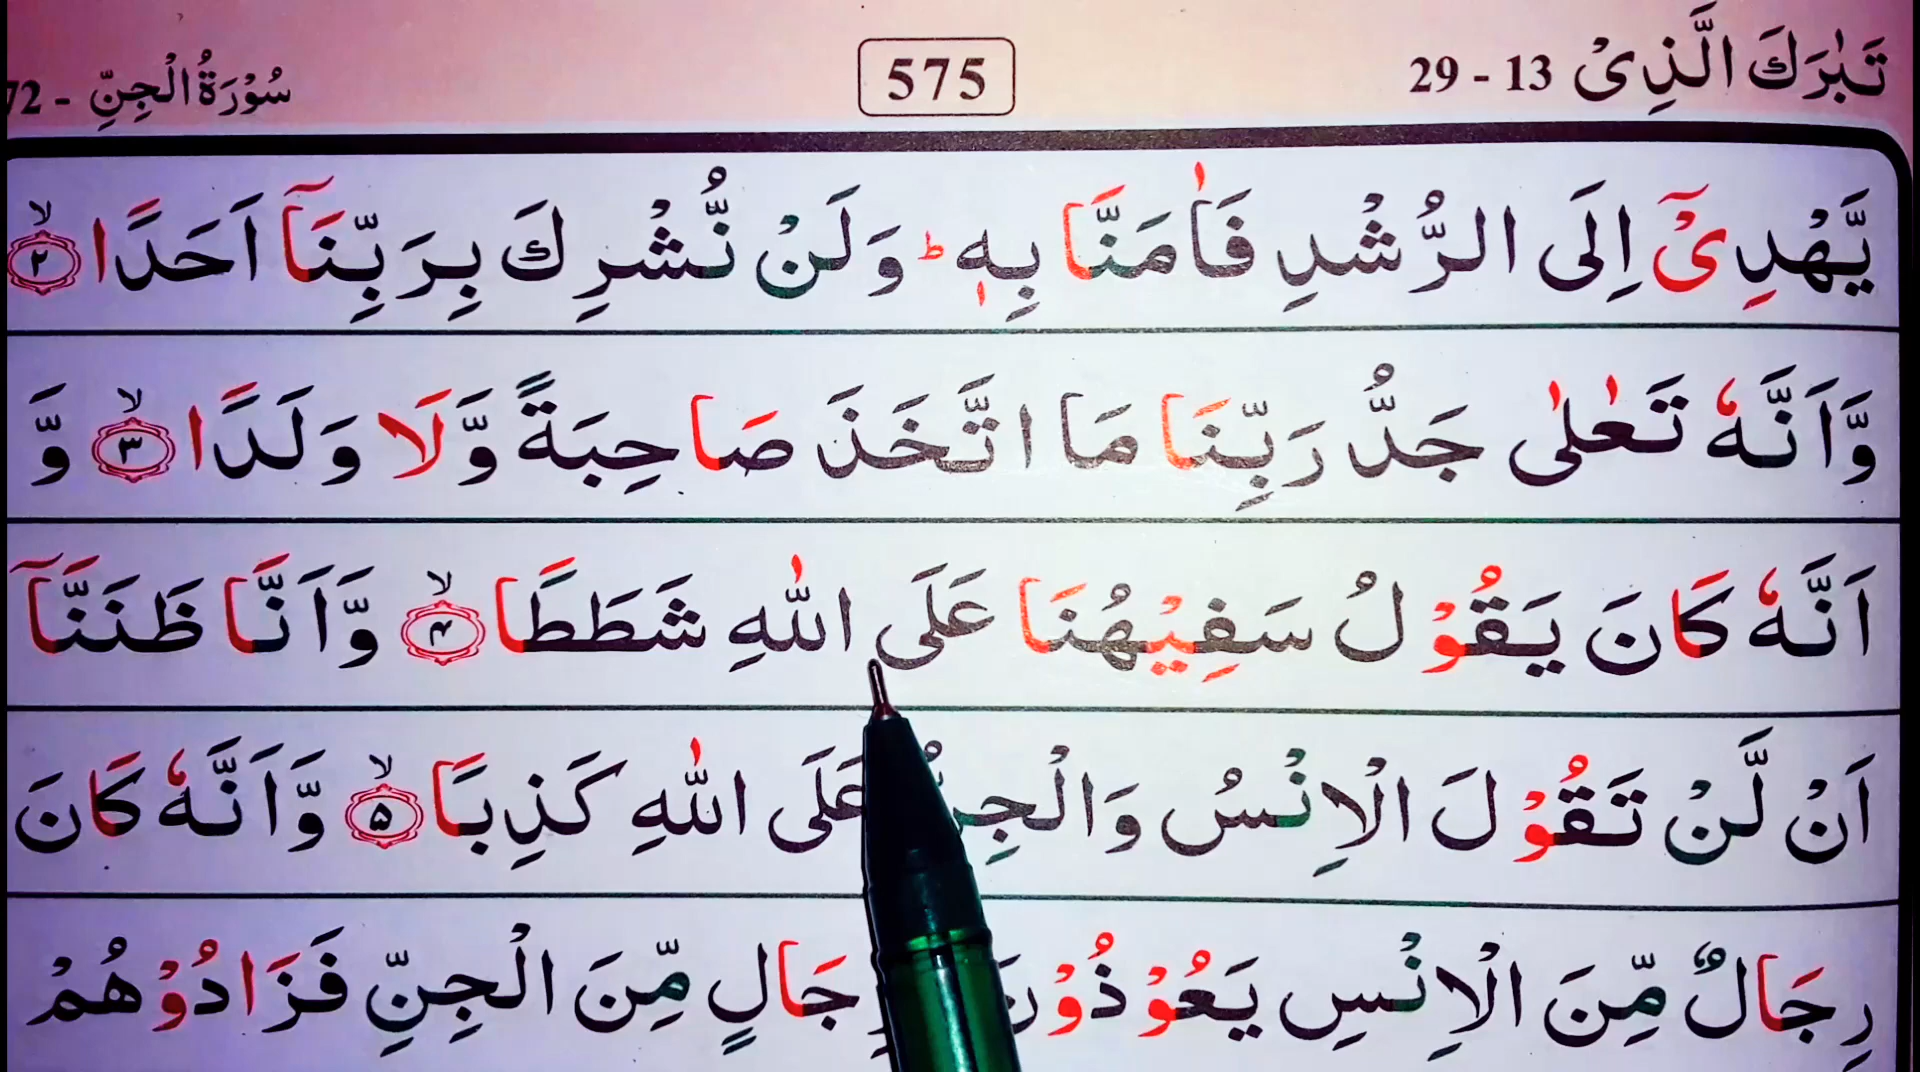 تَبٰرَكَ الَّذِیْ 13 - 29
575
سُوْرَةُ الْجِنِّ - 72
یَّهْدِیْۤ اِلَی الرُّشْدِ فَاٰمَنَّا بِهٖ ؕ وَلَنْ نُّشْرِكَ بِرَبِّنَاۤ اَحَدًا ۙ۝۲
وَّاَنَّهٗ تَعٰلٰی جَدُّ رَبِّنَا مَا اتَّخَذَ صَاحِبَةً وَّلَا وَلَدًا ۙ۝۳ وَّ
اَنَّهٗ كَانَ یَقُوْلُ سَفِیْهُنَا عَلَی اللّٰهِ شَطَطًا ۙ۝۴ وَّاَنَّا ظَنَنَّاۤ
اَنْ لَّنْ تَقُوْلَ الْاِنْسُ وَالْجِنُّ عَلَی اللّٰهِ كَذِبًا ۙ۝۵ وَّاَنَّهٗ كَانَ
رِجَالٌ مِّنَ الْاِنْسِ یَعُوْذُوْنَ بِرِجَالٍ مِّنَ الْجِنِّ فَزَادُوْهُمْ